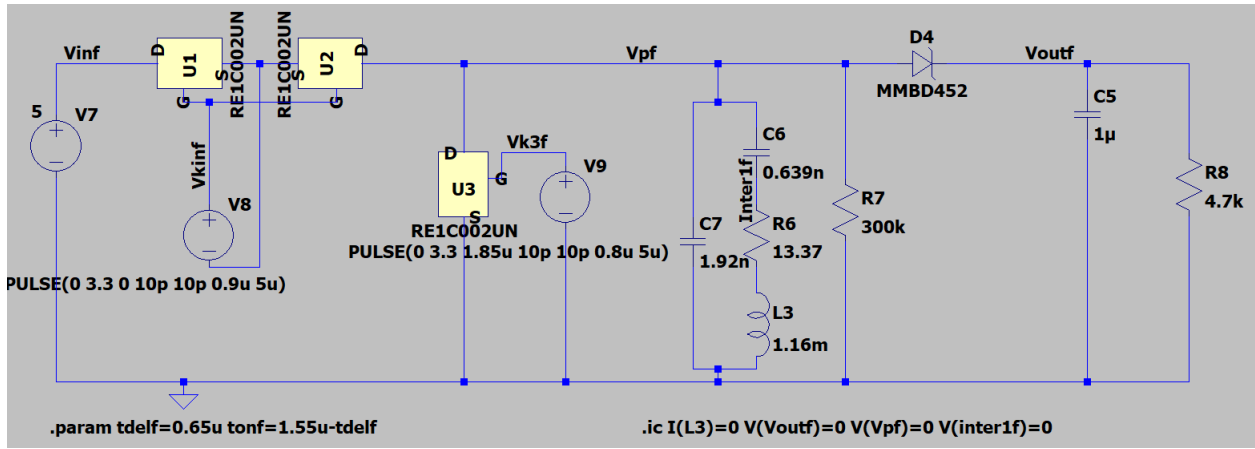 Vinf
D
U1
S
G
RE1C002UN
RE1C002UN
S
U2
D
G
5
V7
Vkinf
V8
PULSE(0 3.3 0 10p 10p 0.9u 5u)
D
U3
G
S
RE1C002UN
Vk3f
V9
PULSE(0 3.3 1.85u 10p 10p 0.8u 5u)
Vpf
C7
1.92n
C6
0.639n
Inter1f
R6
13.37
L3
1.16m
R7
300k
D4
MMBD452
Voutf
C5
1µ
R8
4.7k
.param tdelf=0.65u tonf=1.55u-tdelf
.ic I(L3)=0 V(Voutf)=0 V(Vpf)=0 V(inter1f)=0